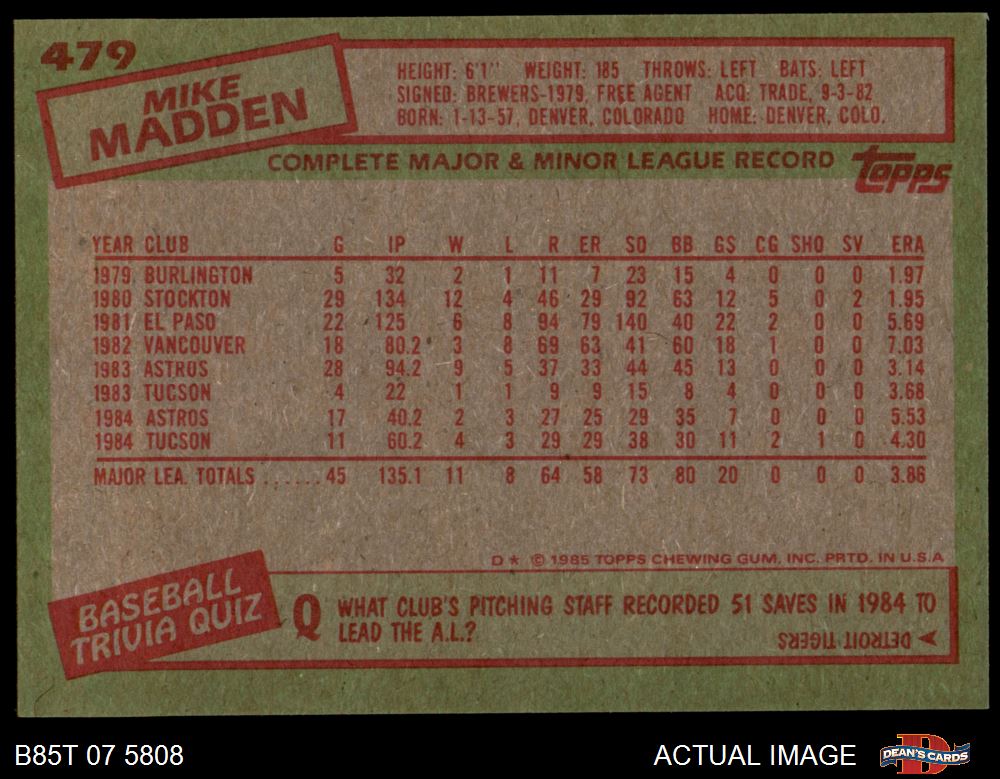 479
MIKE
MADDEN
HEIGHT: 6'1" WEIGHT: 185 THROWS: LEFT BATS: LEFT
SIGNED: BREWERS-1979, FREE AGENT ACQ: TRADE, 9-3-82
BORN: 1-13-57, DENVER, COLORADO HOME: DENVER, COLO.
COMPLETE MAJOR & MINOR LEAGUE RECORD
topps
YEAR CLUB G IP W L R ER SO BB GS CG SHO SV ERA
1979 BURLINGTON 5 32 2 1 11 7 23 15 4 0 0 0 1.97
1980 STOCKTON 29 134 12 4 46 29 92 63 12 5 0 2 1.95
1981 EL PASO 22 125 6 8 94 79 140 40 22 2 0 0 5.69
1982 VANCOUVER 18 80.2 3 8 69 63 41 60 18 1 0 0 7.03
1983 ASTROS 28 94.2 9 5 37 33 44 45 13 0 0 0 3.14
1983 TUCSON 4 22 1 1 9 9 15 8 4 0 0 0 3.68
1984 ASTROS 17 40.2 2 3 27 25 29 35 7 0 0 0 5.53
1984 TUCSON 11 60.2 4 3 29 29 38 30 11 2 1 0 4.30
MAJOR LEA. TOTALS ...... 45 135.1 11 8 64 58 73 80 20 0 0 0 3.86
D★ © 1985 TOPPS CHEWING GUM, INC. PRTD. IN U.S.A
BASEBALL
TRIVIA QUIZ
Q WHAT CLUB'S PITCHING STAFF RECORDED 51 SAVES IN 1984 TO
LEAD THE A.L.?
DETROIT TIGERS
B85T 07 5808
ACTUAL IMAGE
D
DEAN'S CARDS